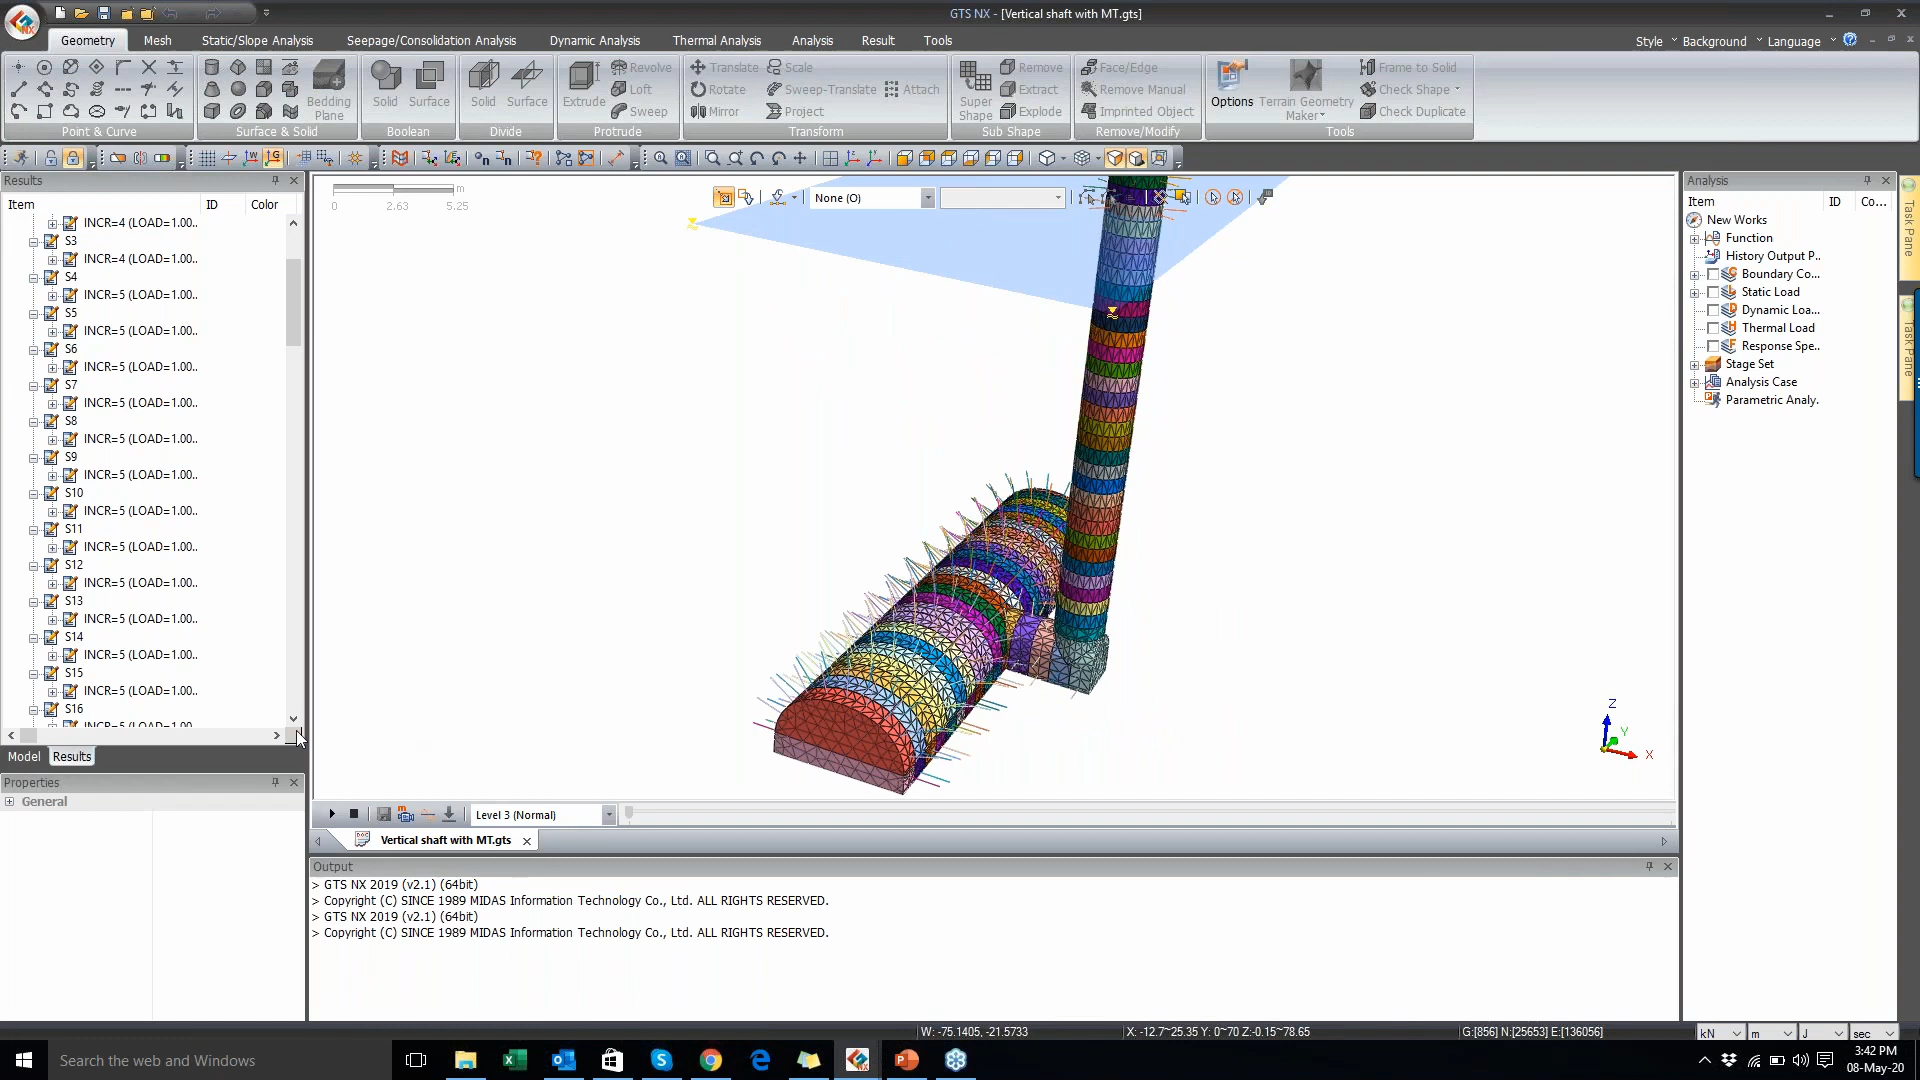 GTS NX - [Vertical shaft with MT.gts]
Geometry Mesh Static/Slope Analysis Seepage/Consolidation Analysis Dynamic Analysis Thermal Analysis Analysis Result Tools
Style Background Language
Bedding Plane
Solid Surface
Solid Surface
Extrude Revolve Loft Sweep
Translate Scale
Rotate Sweep-Translate Attach
Mirror Project
Super Shape Remove Extract Explode
Face/Edge
Remove Manual
Imprinted Object
Options Terrain Geometry Maker
Frame to Solid
Check Shape
Check Duplicate
Point & Curve Surface & Solid Boolean Divide Protrude Transform Sub Shape Remove/Modify Tools
Results
Item ID Color
INCR=4 (LOAD=1.00..
S3
INCR=4 (LOAD=1.00..
S4
INCR=5 (LOAD=1.00..
S5
INCR=5 (LOAD=1.00..
S6
INCR=5 (LOAD=1.00..
S7
INCR=5 (LOAD=1.00..
S8
INCR=5 (LOAD=1.00..
S9
INCR=5 (LOAD=1.00..
S10
INCR=5 (LOAD=1.00..
S11
INCR=5 (LOAD=1.00..
S12
INCR=5 (LOAD=1.00..
S13
INCR=5 (LOAD=1.00..
S14
INCR=5 (LOAD=1.00..
S15
INCR=5 (LOAD=1.00..
S16
INCR=5 (LOAD=1.00..
Model Results
Properties
General
m
0 2.63 5.25
None (O)
Z
Y
X
Level 3 (Normal)
Vertical shaft with MT.gts
Output
> GTS NX 2019 (v2.1) (64bit)
> Copyright (C) SINCE 1989 MIDAS Information Technology Co., Ltd. ALL RIGHTS RESERVED.
> GTS NX 2019 (v2.1) (64bit)
> Copyright (C) SINCE 1989 MIDAS Information Technology Co., Ltd. ALL RIGHTS RESERVED.
Analysis
Item ID Co...
New Works
Function
History Output P..
Boundary Co...
Static Load
Dynamic Loa...
Thermal Load
Response Spe..
Stage Set
Analysis Case
Parametric Analy.
Task Pane
Task Pane
W: -75.1405, -21.5733
X: -12.7~25.35 Y: 0~70 Z:-0.15~78.65
G:[856] N:[25653] E:[136056]
kN m J sec
Search the web and Windows
3:42 PM
08-May-20